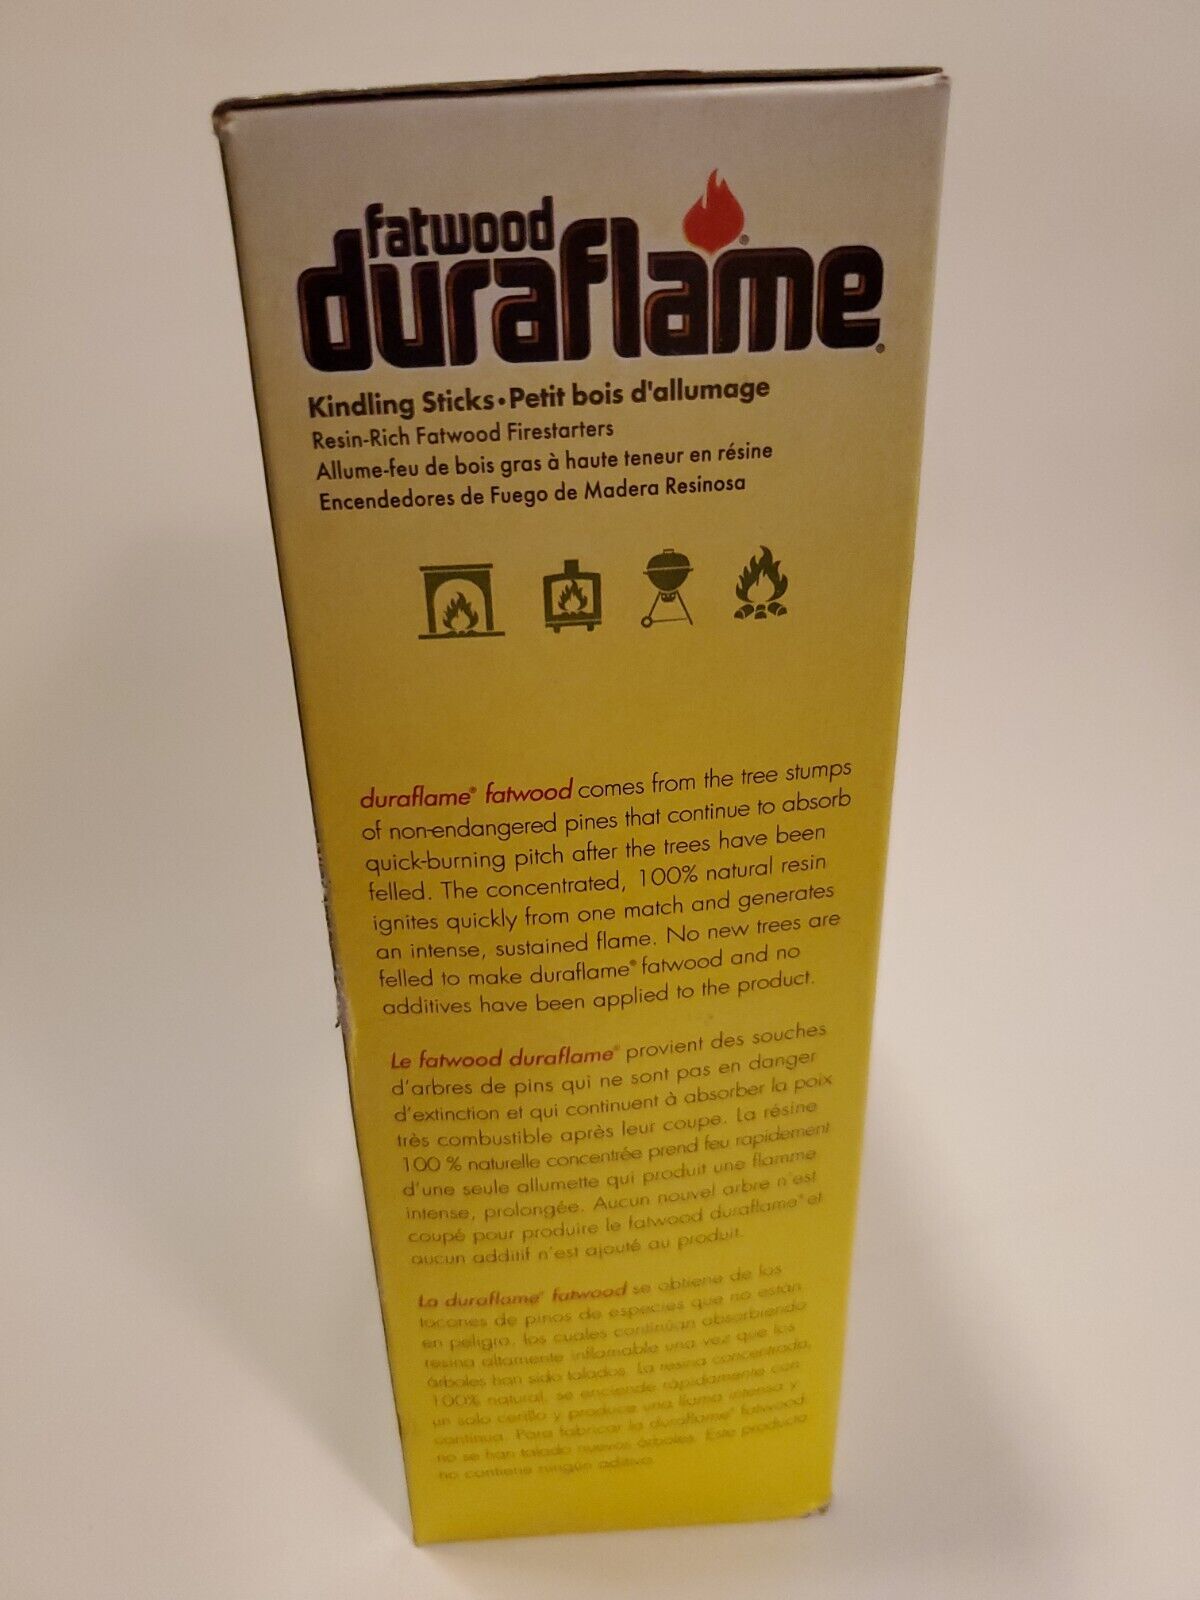 fatwood
duraflame®
Kindling Sticks • Petit bois d'allumage
Resin-Rich Fatwood Firestarters
Allume-feu de bois gras à haute teneur en résine
Encendedores de Fuego de Madera Resinosa
duraflame® fatwood comes from the tree stumps
of non-endangered pines that continue to absorb
quick-burning pitch after the trees have been
felled. The concentrated, 100% natural resin
ignites quickly from one match and generates
an intense, sustained flame. No new trees are
felled to make duraflame® fatwood and no
additives have been applied to the product.
Le fatwood duraflame® provient des souches
d'arbres de pins qui ne sont pas en danger
d'extinction et qui continuent à absorber la poix
très combustible après leur coupe. La résine
100 % naturelle concentrée prend feu rapidement
d'une seule allumette qui produit une flamme
intense, prolongée. Aucun nouvel arbre n'est
coupé pour produire le fatwood duraflame® et
aucun additif n'est ajouté au produit.
La duraflame® fatwood se obtiene de los
tocones de pinos de especies que no están
en peligro, los cuales continúan absorbiendo
resina altamente inflamable una vez que los
árboles han sido talados. La resina concentrada,
100% natural, se enciende rápidamente con
un solo cerillo y produce una llama intensa y
continua. Para fabricar la duraflame® fatwood
no se han talado nuevos árboles. Este producto
no contiene ningún aditivo.